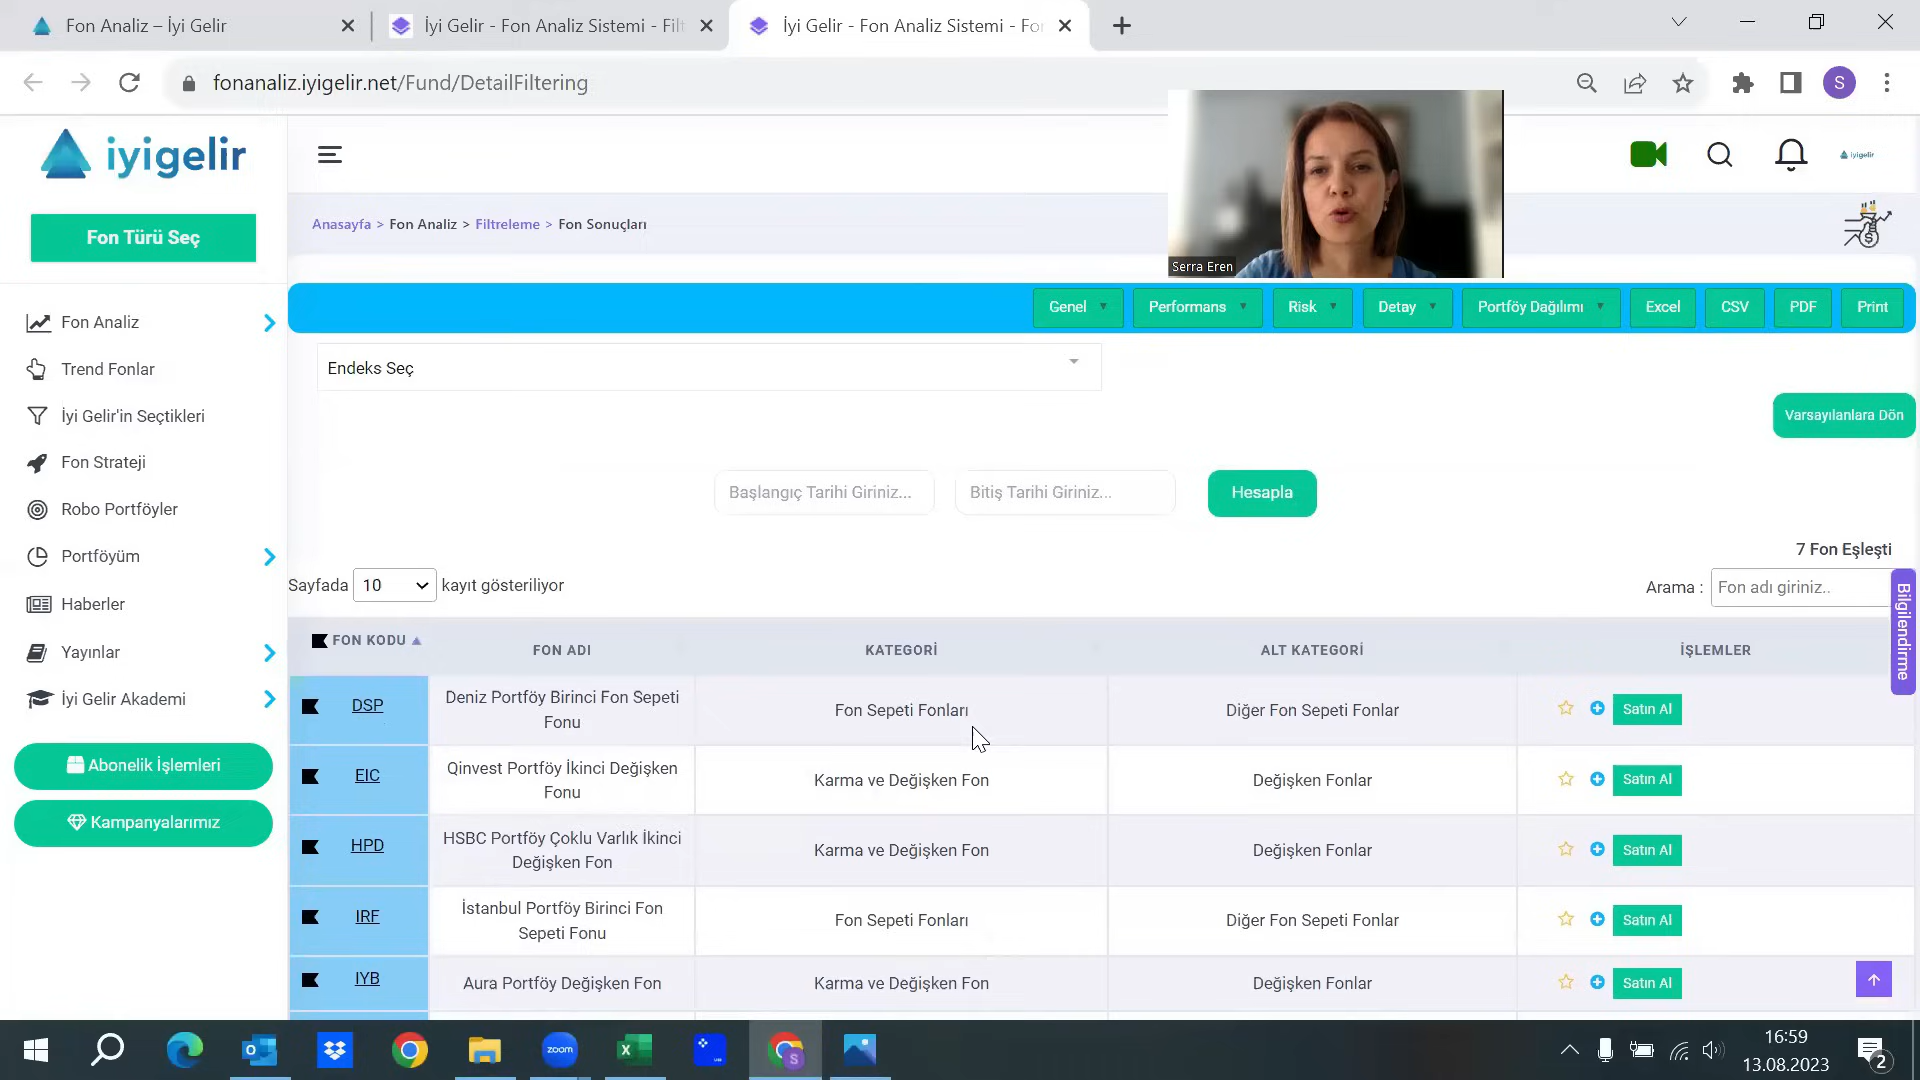 Fon Analiz – İyi Gelir
İyi Gelir - Fon Analiz Sistemi - Filt
İyi Gelir - Fon Analiz Sistemi - Fon
fonanaliz.iyigelir.net/Fund/DetailFiltering
S
iyigelir
iyigelir
Fon Türü Seç
Anasayfa > Fon Analiz > Filtreleme > Fon Sonuçları
Serra Eren
Genel
Performans
Risk
Detay
Portföy Dağılımı
Excel
CSV
PDF
Print
Fon Analiz
Trend Fonlar
İyi Gelir'in Seçtikleri
Fon Strateji
Robo Portföyler
Portföyüm
Haberler
Yayınlar
İyi Gelir Akademi
Abonelik İşlemleri
Kampanyalarımız
Endeks Seç
Varsayılanlara Dön
Başlangıç Tarihi Giriniz...
Bitiş Tarihi Giriniz...
Hesapla
7 Fon Eşleşti
Sayfada 10 kayıt gösteriliyor
Arama : Fon adı giriniz..
Bilgilendirme
FON KODU
FON ADI
KATEGORİ
ALT KATEGORİ
İŞLEMLER
DSP
Deniz Portföy Birinci Fon Sepeti
Fonu
Fon Sepeti Fonları
Diğer Fon Sepeti Fonlar
Satın Al
EIC
Qinvest Portföy İkinci Değişken
Fonu
Karma ve Değişken Fon
Değişken Fonlar
Satın Al
HPD
HSBC Portföy Çoklu Varlık İkinci
Değişken Fon
Karma ve Değişken Fon
Değişken Fonlar
Satın Al
IRF
İstanbul Portföy Birinci Fon
Sepeti Fonu
Fon Sepeti Fonları
Diğer Fon Sepeti Fonlar
Satın Al
IYB
Aura Portföy Değişken Fon
Karma ve Değişken Fon
Değişken Fonlar
Satın Al
zoom
S
16:59
13.08.2023
2